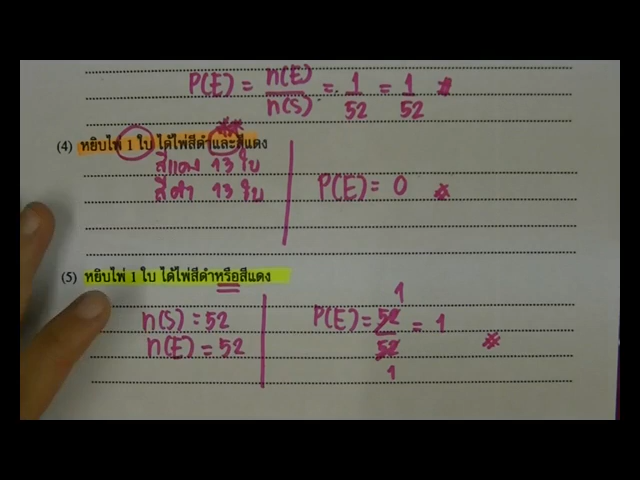 P(E) = n(E)/n(S) = 1/52 = 1/52
(4) หยิบไพ่ 1 ใบ ได้ไพ่สีดำและสีแดง
สีแดง 13 ใบ
สีดำ 13 ใบ
P(E) = 0
(5) หยิบไพ่ 1 ใบ ได้ไพ่สีดำหรือสีแดง
n(S) = 52
n(E) = 52
1
P(E) = 52/52 = 1
1